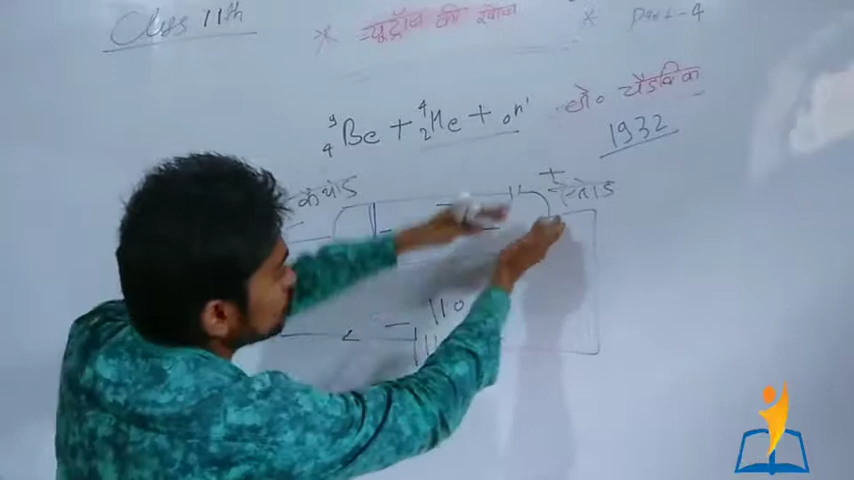 Class 11th
* न्यूट्रॉन की खोज * Part-4
⁹₄Be + ⁴₂He + ₀n¹
चैडविक
1932
कैथोड + एनोड